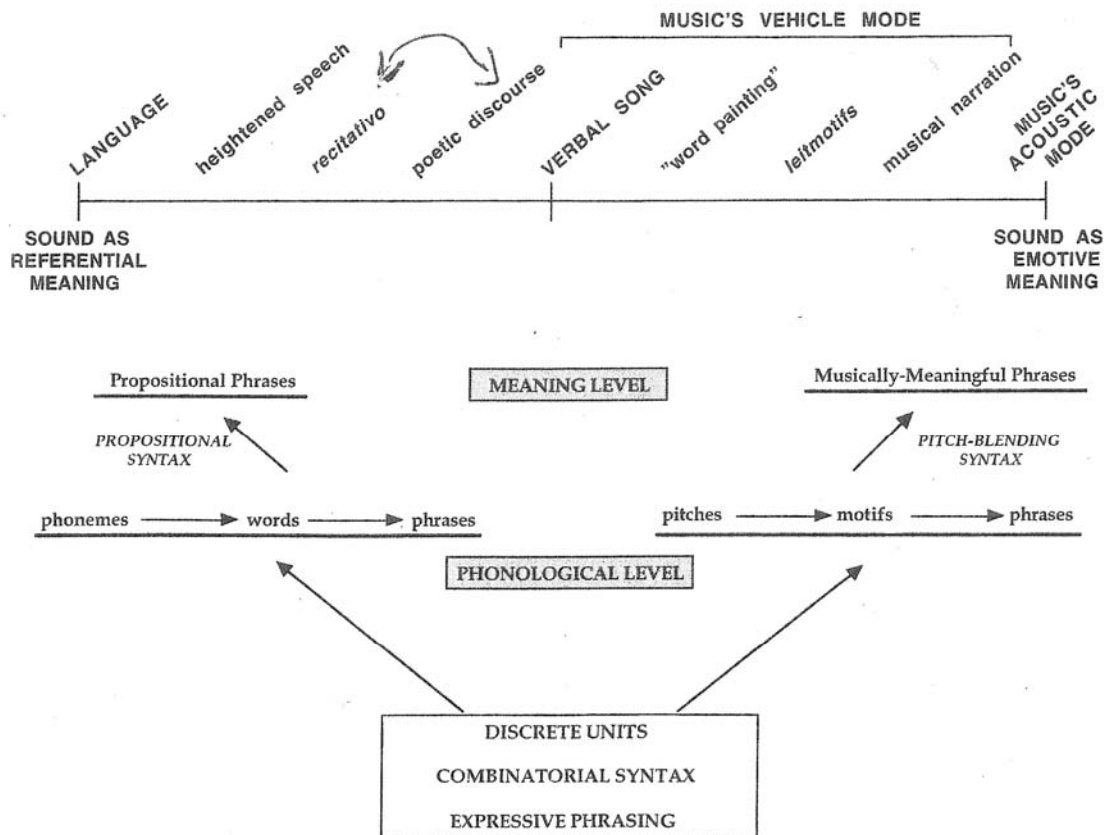 MUSIC'S VEHICLE MODE
LANGUAGE
heightened speech
recitativo
poetic discourse
VERBAL SONG
"word painting"
leitmotifs
musical narration
MUSIC'S
ACOUSTIC
MODE
SOUND AS
REFERENTIAL
MEANING
SOUND AS
EMOTIVE
MEANING
Propositional Phrases
MEANING LEVEL
Musically-Meaningful Phrases
PROPOSITIONAL
SYNTAX
PITCH-BLENDING
SYNTAX
phonemes words phrases
pitches motifs phrases
PHONOLOGICAL LEVEL
DISCRETE UNITS
COMBINATORIAL SYNTAX
EXPRESSIVE PHRASING